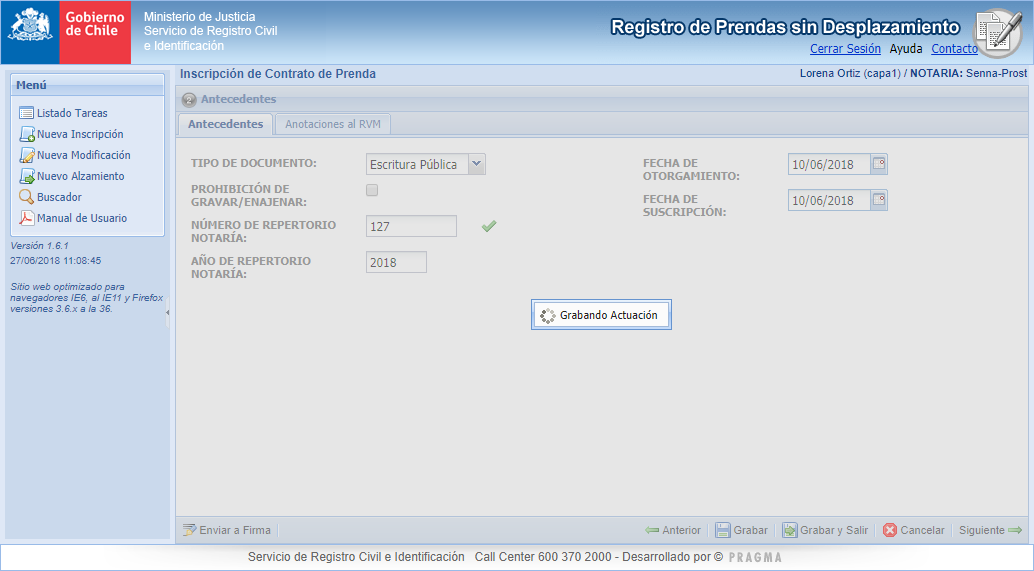 Gobierno
de Chile
Ministerio de Justicia
Servicio de Registro Civil
e Identificación
Registro de Prendas sin Desplazamiento
Cerrar Sesión Ayuda Contacto
Menú
Listado Tareas
Nueva Inscripción
Nueva Modificación
Nuevo Alzamiento
Buscador
Manual de Usuario
Versión 1.6.1
27/06/2018 11:08:45
Sitio web optimizado para
navegadores IE6, al IE11 y Firefox
versiones 3.6.x a la 36.
Inscripción de Contrato de Prenda
Lorena Ortiz (capa1) / NOTARIA: Senna-Prost
Antecedentes
Antecedentes Anotaciones al RVM
TIPO DE DOCUMENTO: Escritura Pública
PROHIBICIÓN DE
GRAVAR/ENAJENAR:
NÚMERO DE REPERTORIO
NOTARÍA: 127
AÑO DE REPERTORIO
NOTARÍA: 2018
FECHA DE
OTORGAMIENTO: 10/06/2018
FECHA DE
SUSCRIPCIÓN: 10/06/2018
Grabando Actuación
Enviar a Firma Anterior Grabar Grabar y Salir Cancelar Siguiente
Servicio de Registro Civil e Identificación Call Center 600 370 2000 - Desarrollado por © PRAGMA